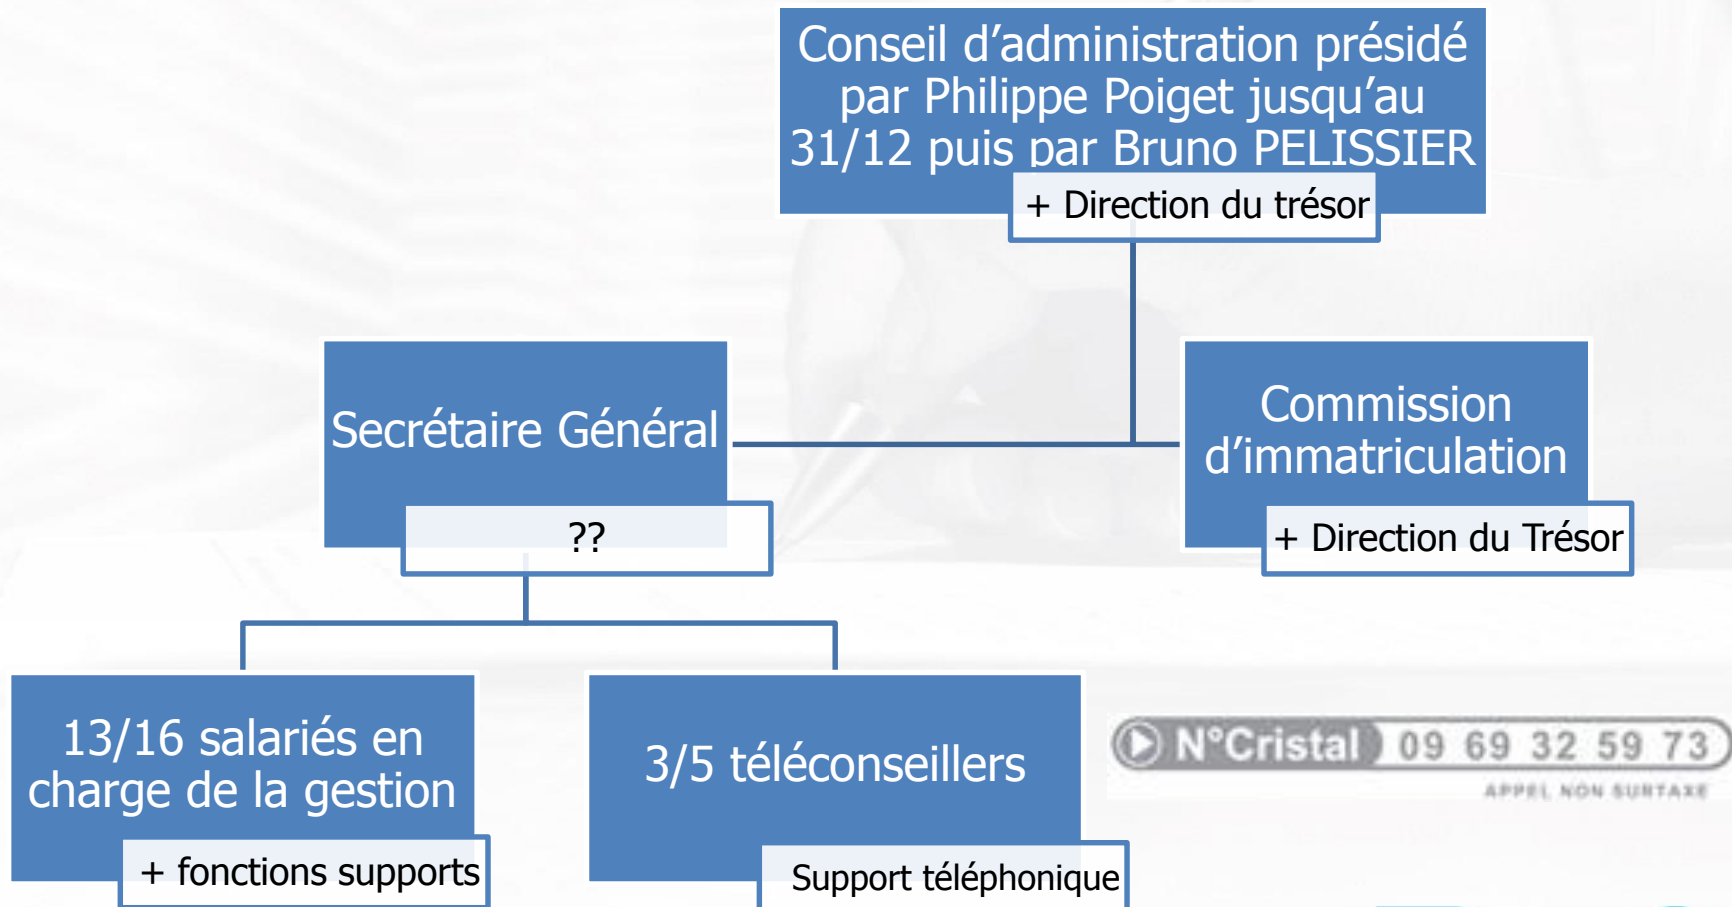 Conseil d’administration présidé
par Philippe Poiget jusqu’au
31/12 puis par Bruno PELISSIER
+ Direction du trésor
Secrétaire Général
??
Commission
d’immatriculation
+ Direction du Trésor
13/16 salariés en
charge de la gestion
+ fonctions supports
3/5 téléconseillers
Support téléphonique
N°Cristal 09 69 32 59 73
APPEL NON SURTAXE